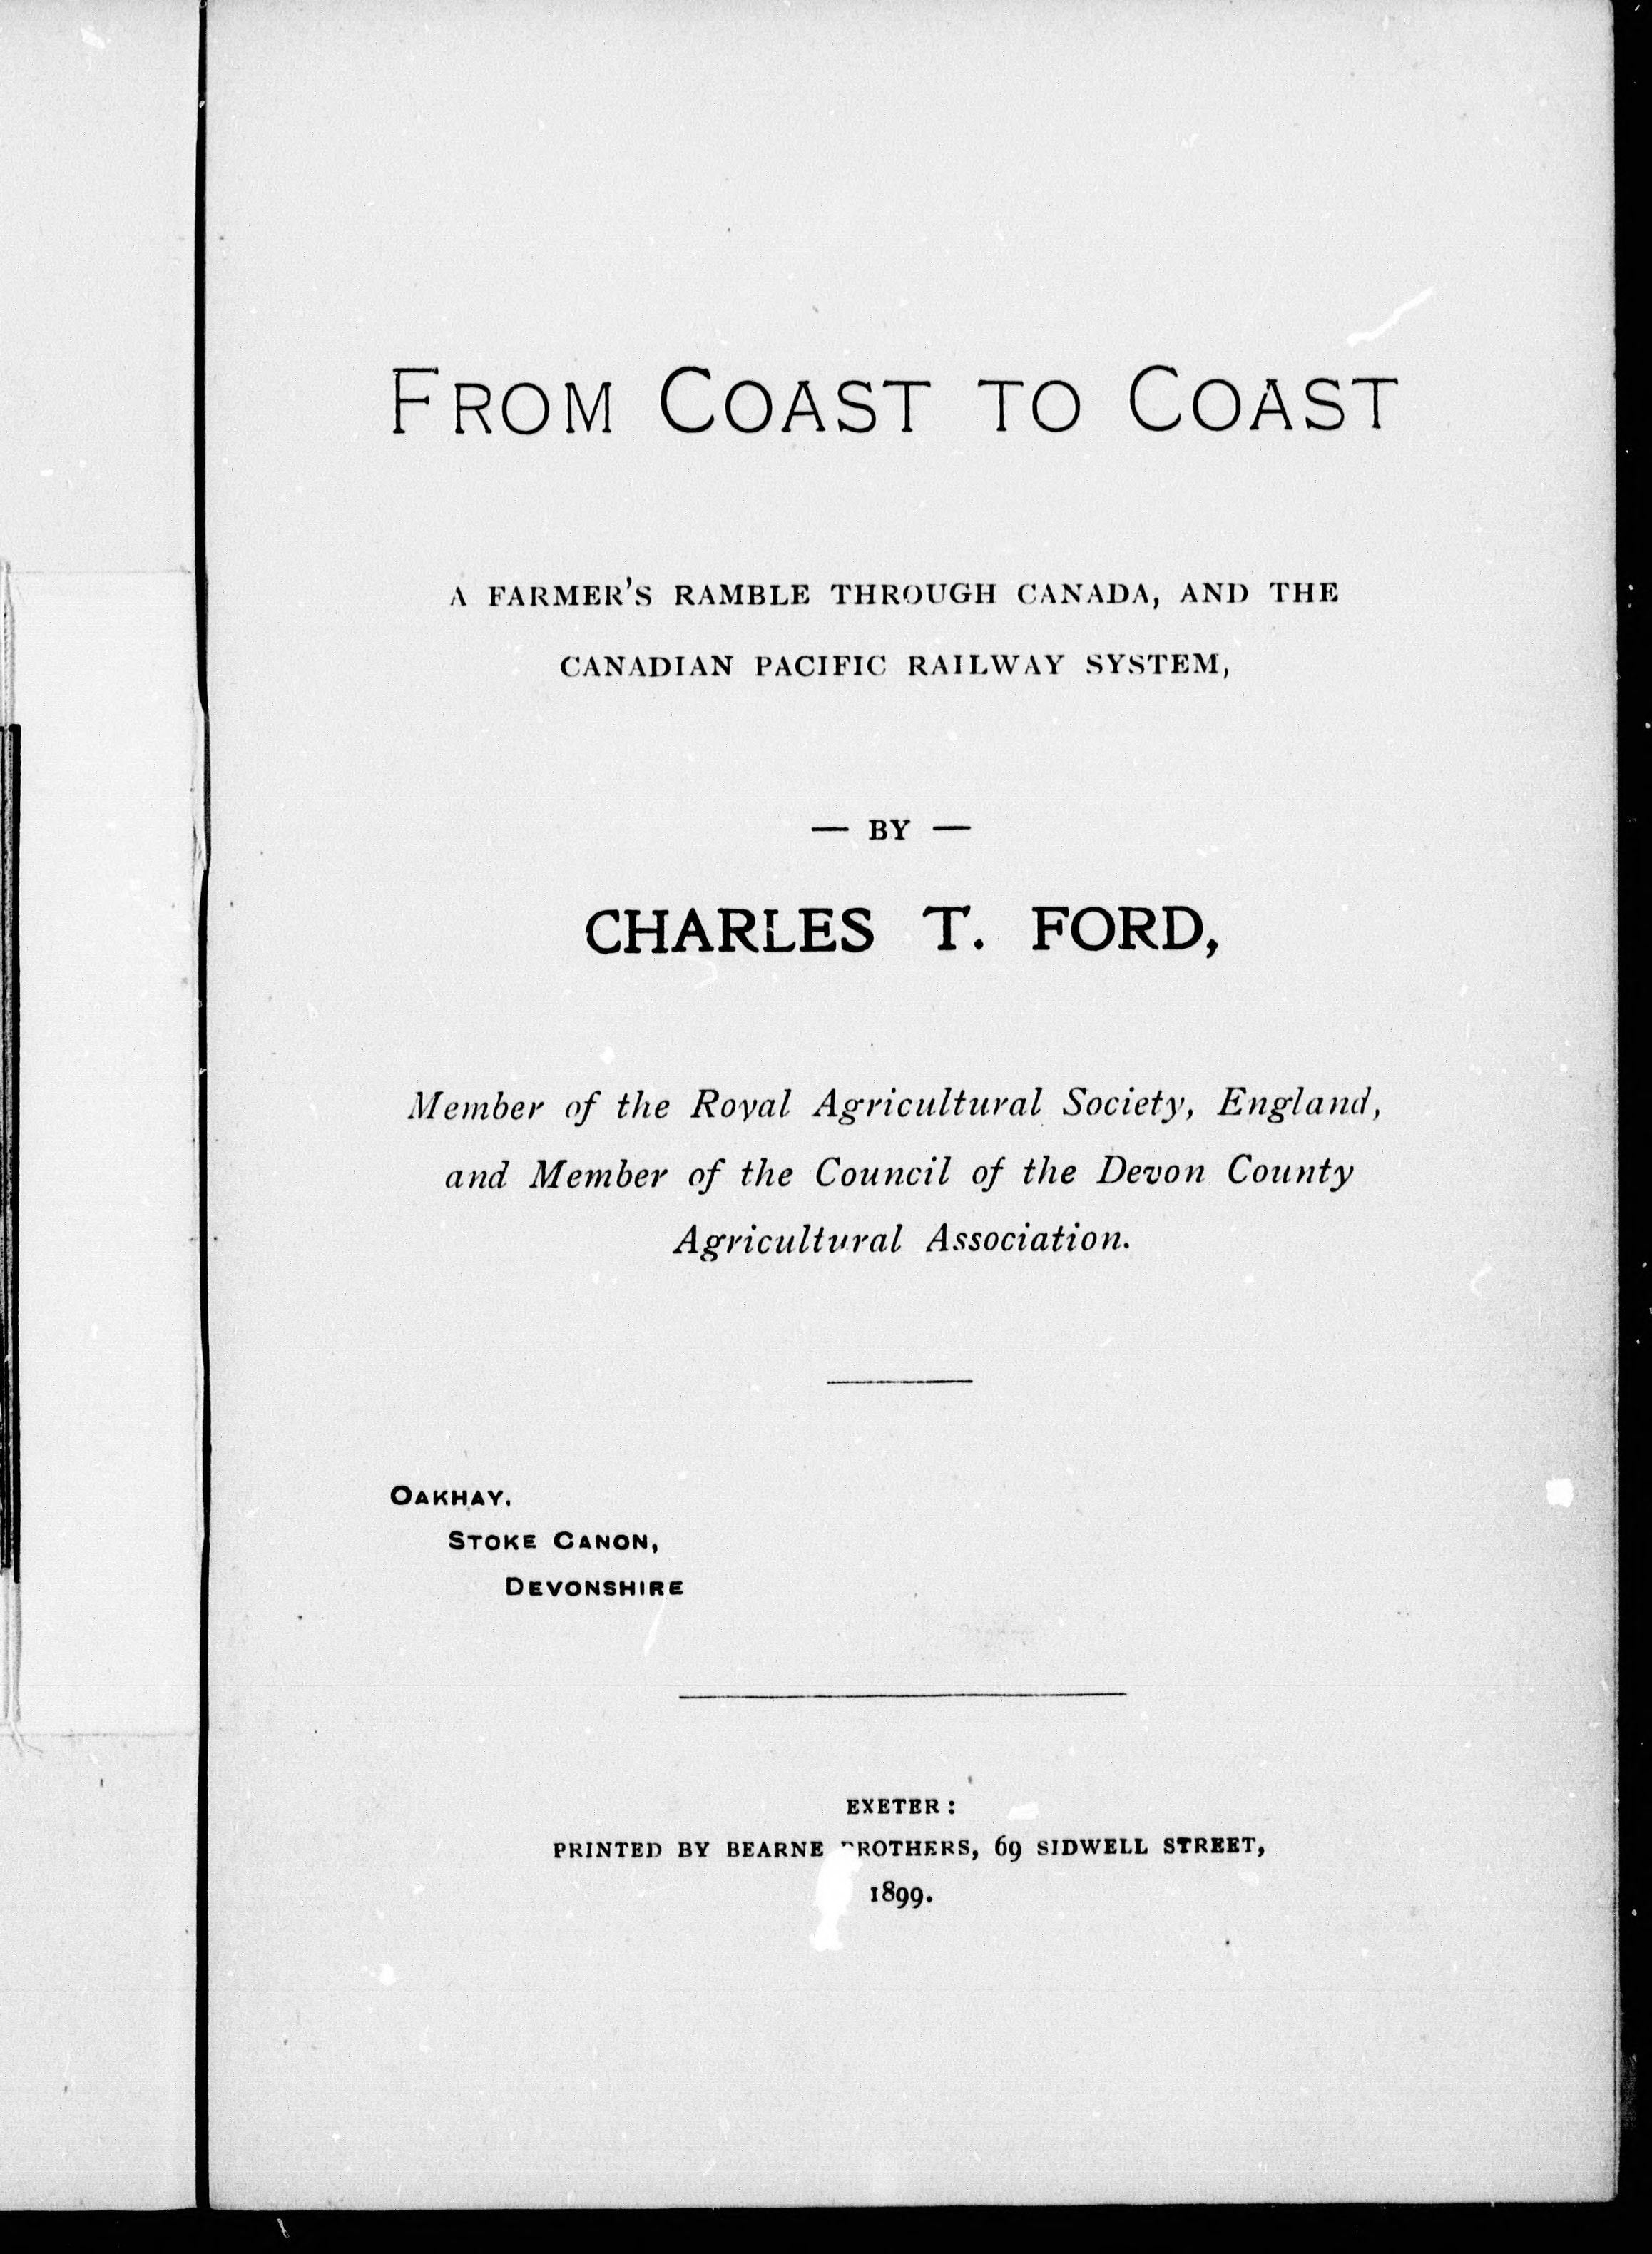 FROM COAST TO COAST
A FARMER'S RAMBLE THROUGH CANADA, AND THE
CANADIAN PACIFIC RAILWAY SYSTEM,
— BY —
CHARLES T. FORD,
Member of the Royal Agricultural Society, England,
and Member of the Council of the Devon County
Agricultural Association.
OAKHAY,
STOKE CANON,
DEVONSHIRE
EXETER:
PRINTED BY BEARNE BROTHERS, 69 SIDWELL STREET,
1899.